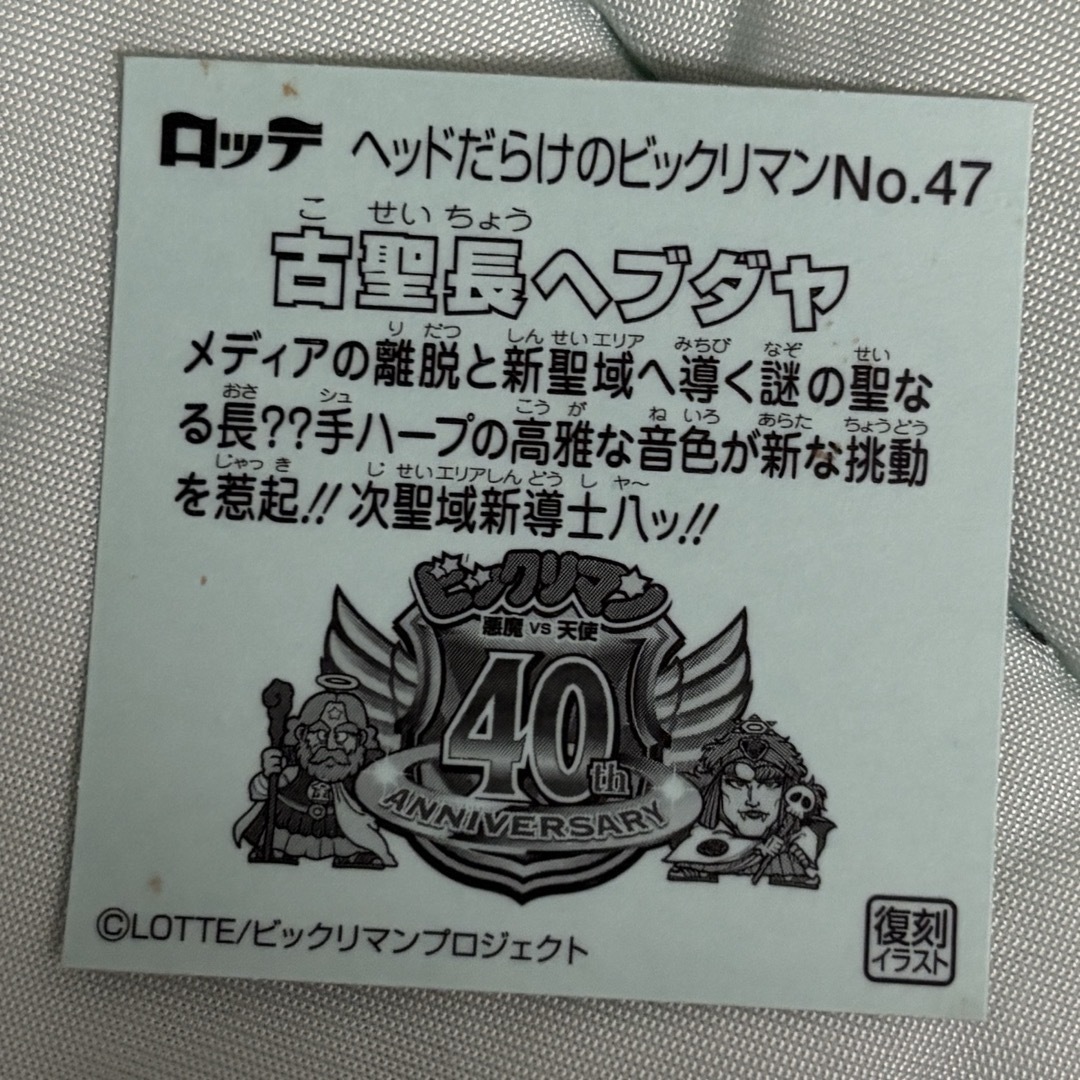 ロッテ ヘッドだらけのビックリマンNo.47
こ せい ちょう
古聖長ヘブダヤ
り だつ しん せい エリア みちび なぞ せい
メディアの離脱と新聖域へ導く謎の聖な
おさ シュ こう が ね いろ あらた ちょうどう
る長??手ハープの高雅な音色が新な挑動
じゃっ き じ せい エリア しん どう し ヤ〜
を惹起!! 次聖域新導士八ッ!!
ビックリマン
悪魔 VS 天使
40th
ANNIVERSARY
©LOTTE/ビックリマンプロジェクト
復刻
イラスト